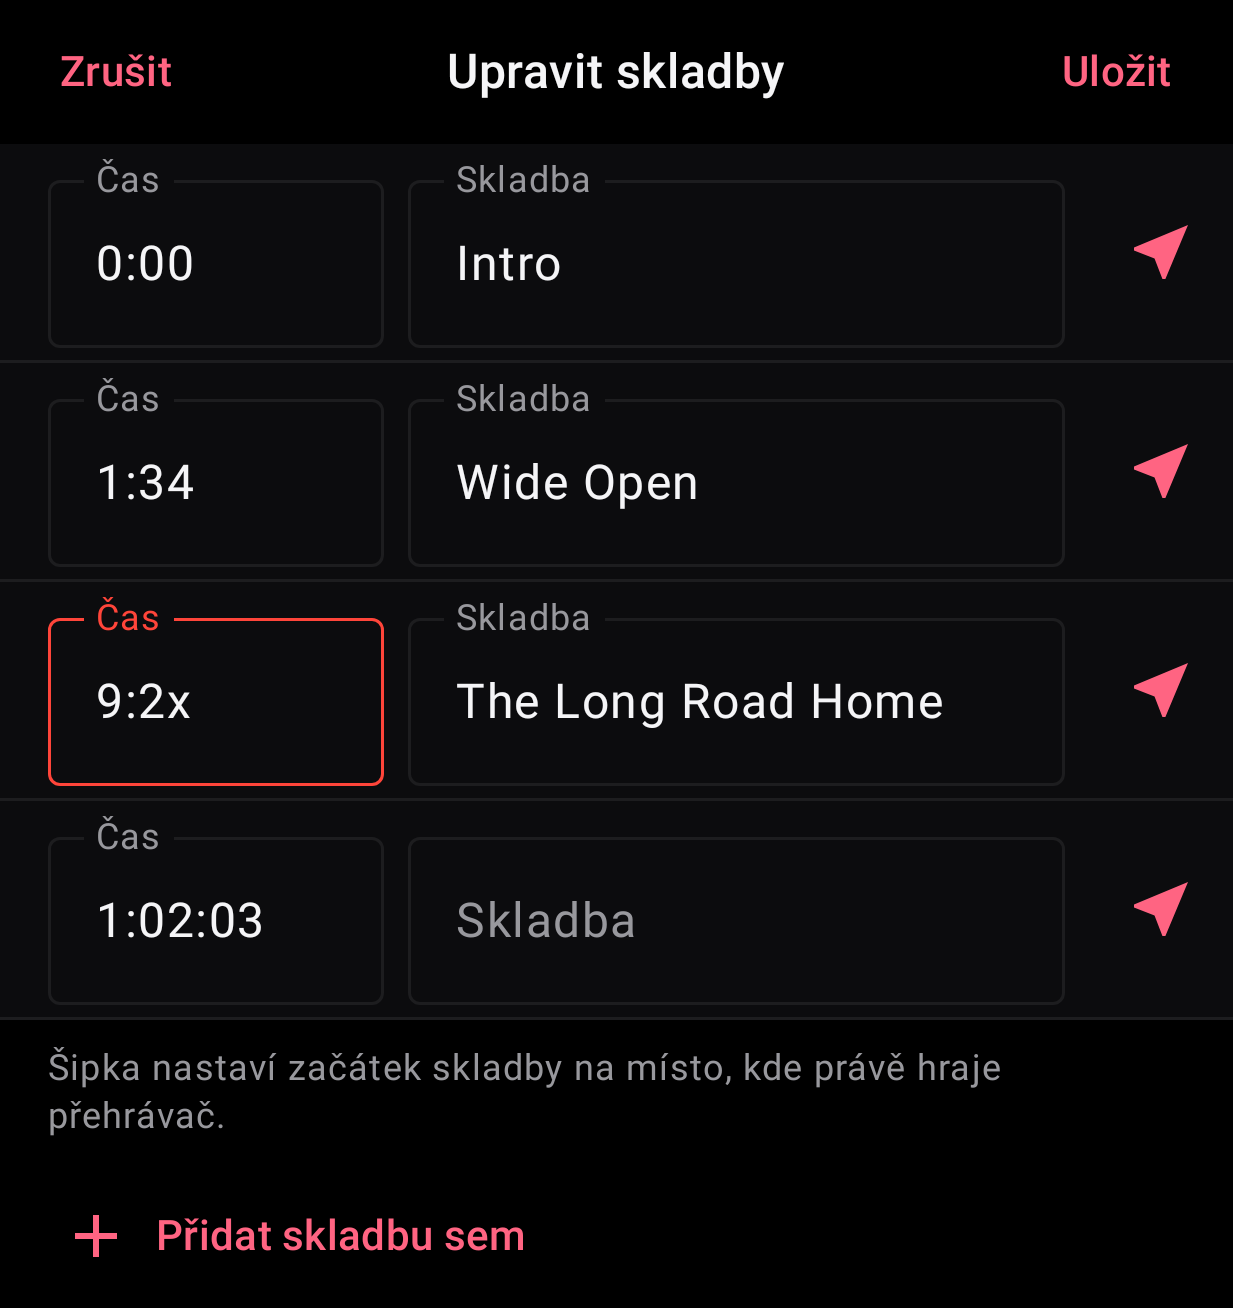 Zrušit Upravit skladby Uložit
Čas Skladba
0:00 Intro
Čas Skladba
1:34 Wide Open
Čas Skladba
9:2x The Long Road Home
Čas
1:02:03 Skladba
Šipka nastaví začátek skladby na místo, kde právě hraje
přehrávač.
Přidat skladbu sem